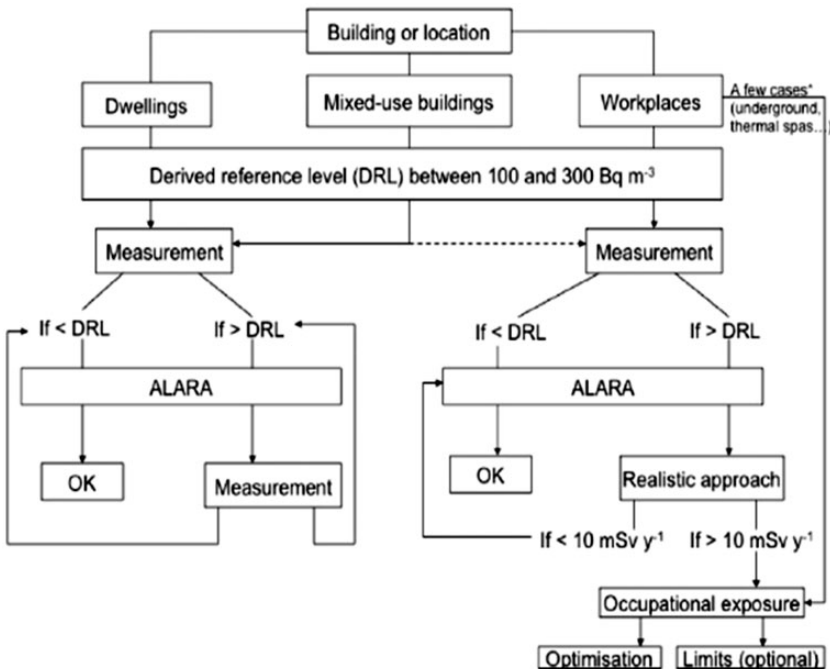 Building or location
Dwellings
Mixed-use buildings
Workplaces
A few cases*
(underground,
thermal spas...)
Derived reference level (DRL) between 100 and 300 Bq m⁻³
Measurement
Measurement
If < DRL
If > DRL
If < DRL
If > DRL
ALARA
ALARA
OK
Measurement
OK
Realistic approach
If < 10 mSv y⁻¹
If > 10 mSv y⁻¹
Occupational exposure
Optimisation
Limits (optional)